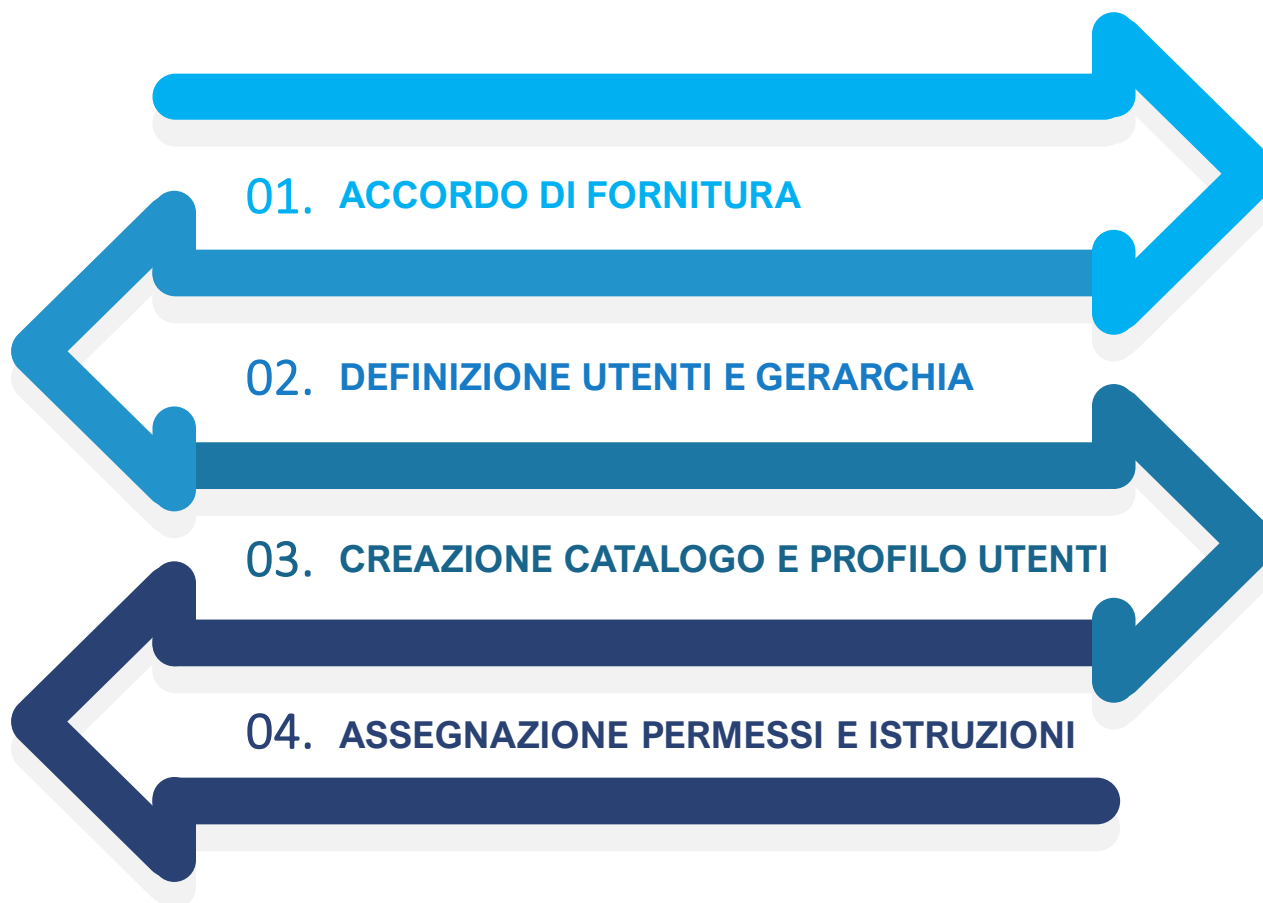 01. ACCORDO DI FORNITURA
02. DEFINIZIONE UTENTI E GERARCHIA
03. CREAZIONE CATALOGO E PROFILO UTENTI
04. ASSEGNAZIONE PERMESSI E ISTRUZIONI